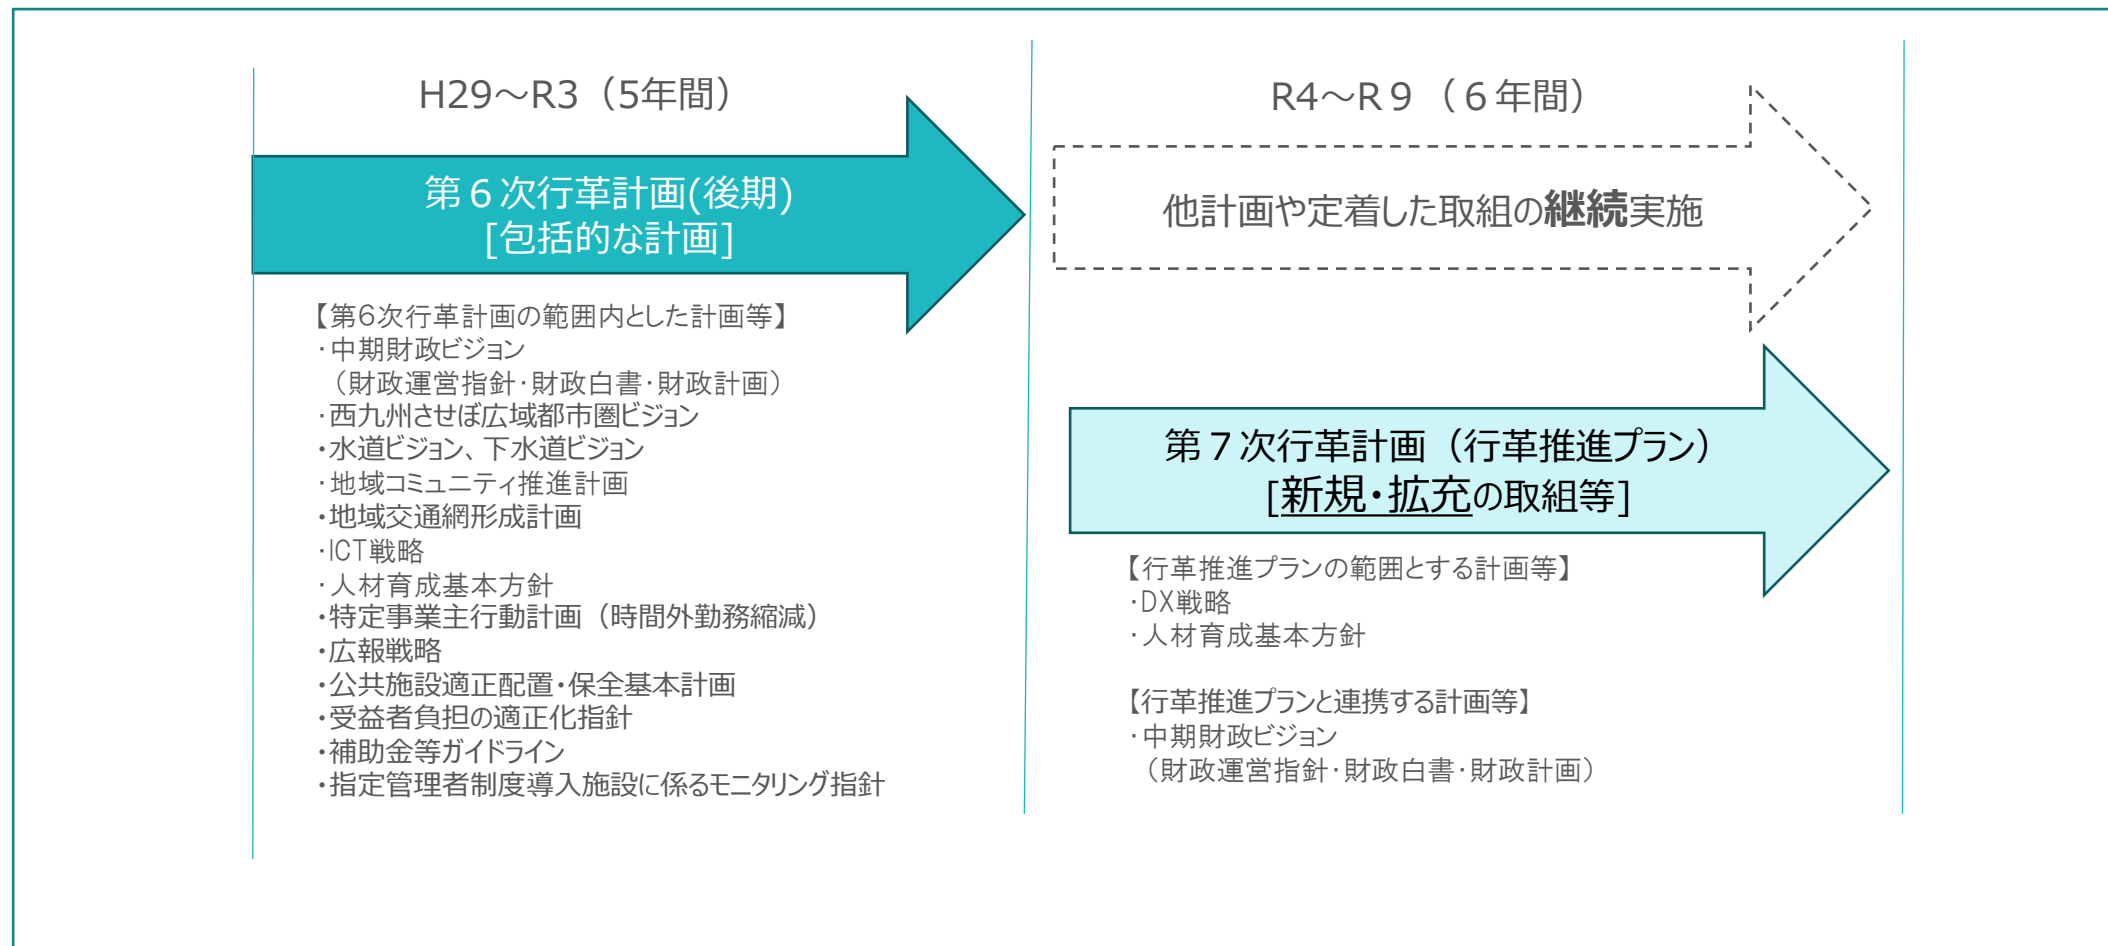 H29～R3（5年間）
第６次行革計画(後期)
[包括的な計画]
【第6次行革計画の範囲内とした計画等】
・中期財政ビジョン
（財政運営指針・財政白書・財政計画）
・西九州させぼ広域都市圏ビジョン
・水道ビジョン、下水道ビジョン
・地域コミュニティ推進計画
・地域交通網形成計画
・ICT戦略
・人材育成基本方針
・特定事業主行動計画（時間外勤務縮減）
・広報戦略
・公共施設適正配置・保全基本計画
・受益者負担の適正化指針
・補助金等ガイドライン
・指定管理者制度導入施設に係るモニタリング指針
R4～R９（６年間）
他計画や定着した取組の継続実施
第７次行革計画（行革推進プラン）
[新規・拡充の取組等]
【行革推進プランの範囲とする計画等】
・DX戦略
・人材育成基本方針
【行革推進プランと連携する計画等】
・中期財政ビジョン
（財政運営指針・財政白書・財政計画）